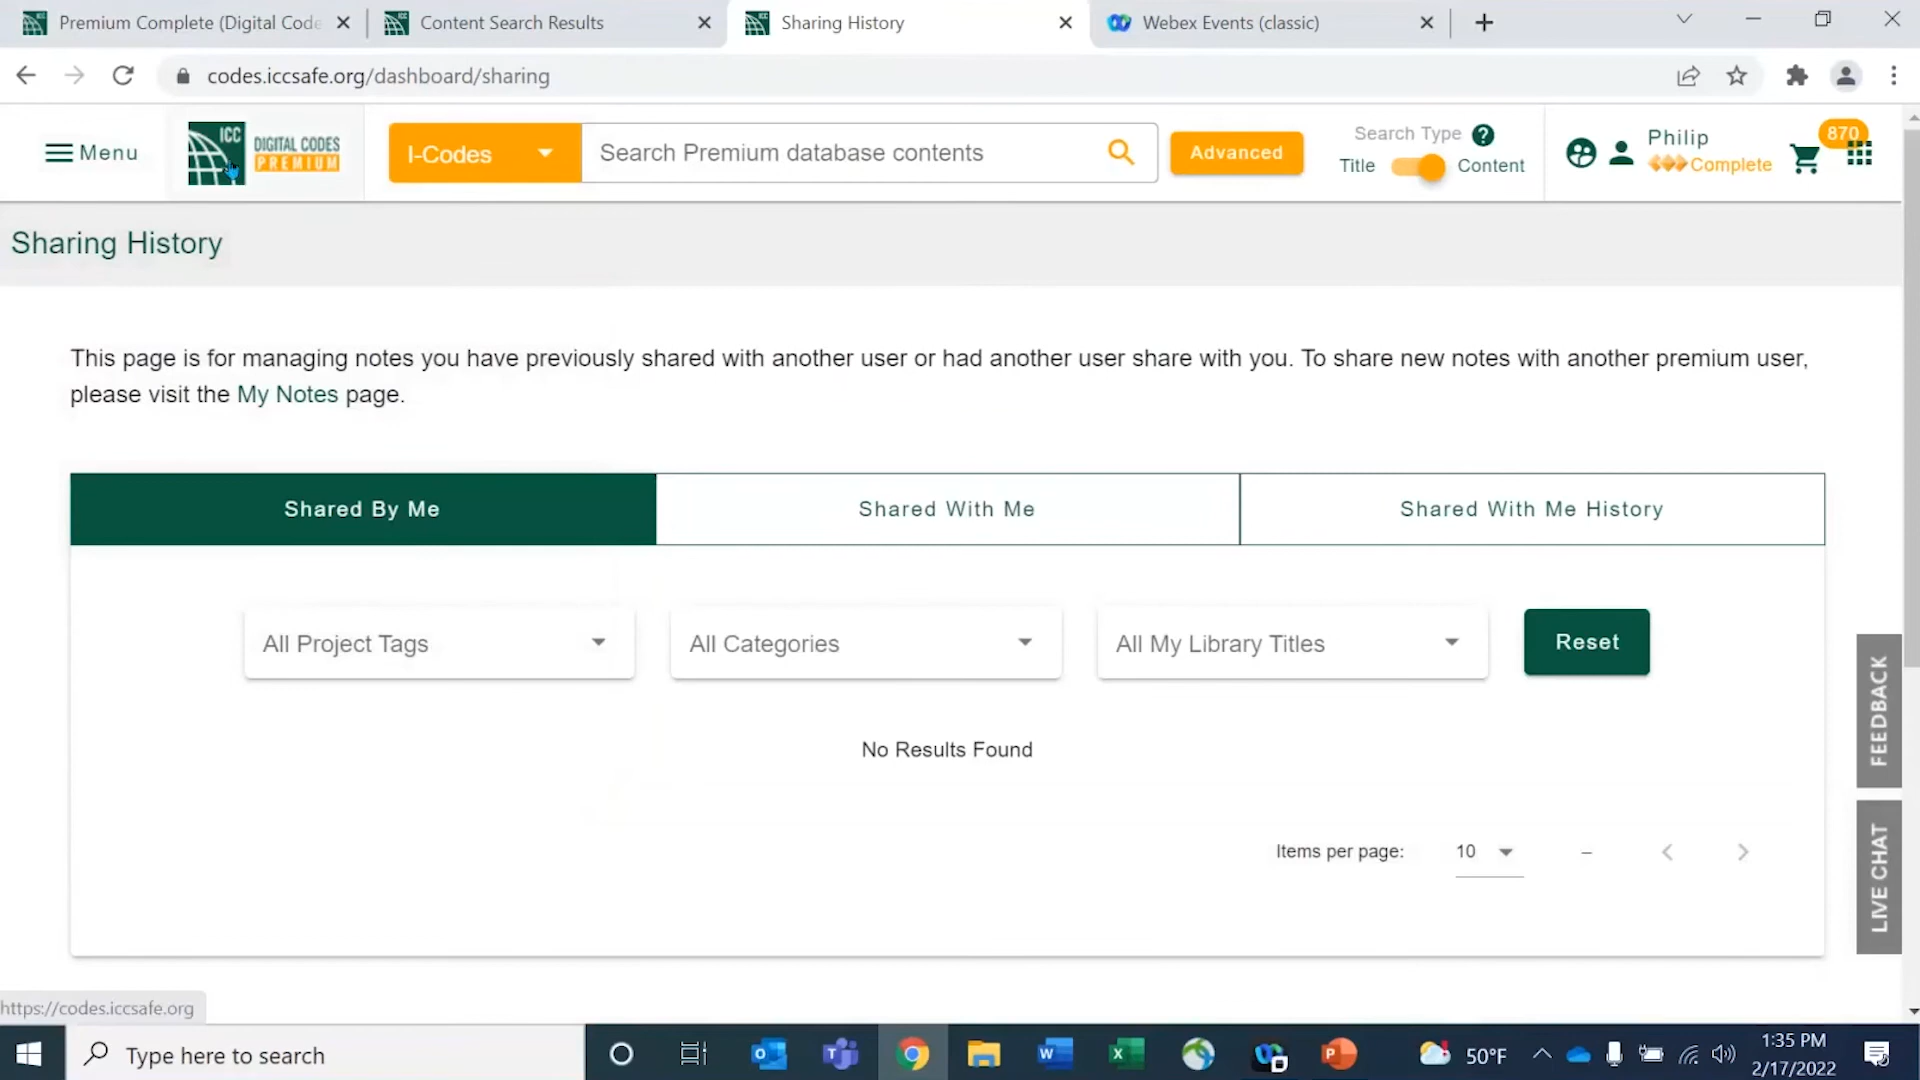 Premium Complete (Digital Code
Content Search Results
Sharing History
Webex Events (classic)
codes.iccsafe.org/dashboard/sharing
Menu
ICC
DIGITAL CODES
PREMIUM
I-Codes
Search Premium database contents
Advanced
Search Type ?
Title
Content
Philip
Complete
870
Sharing History
This page is for managing notes you have previously shared with another user or had another user share with you. To share new notes with another premium user,
please visit the My Notes page.
Shared By Me
Shared With Me
Shared With Me History
All Project Tags
All Categories
All My Library Titles
Reset
No Results Found
Items per page:
10
–
FEEDBACK
LIVE CHAT
https://codes.iccsafe.org
Type here to search
50°F
1:35 PM
2/17/2022